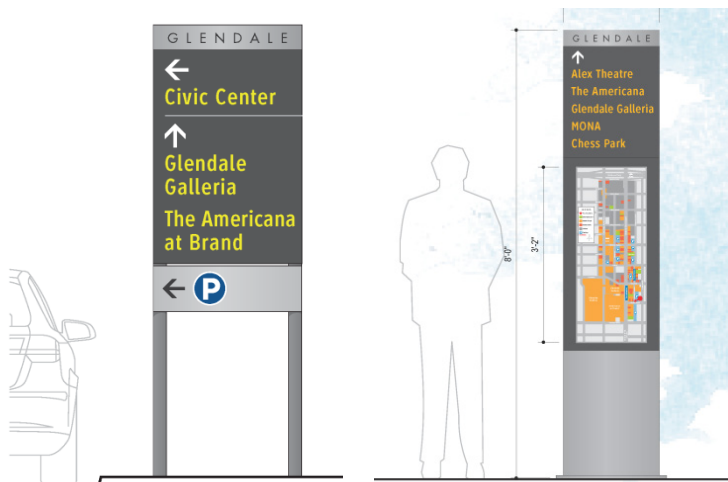 GLENDALE
Civic Center
Glendale
Galleria
The Americana
at Brand
P
GLENDALE
Alex Theatre
The Americana
Glendale Galleria
MONA
Chess Park
8'-0"
3'-2"